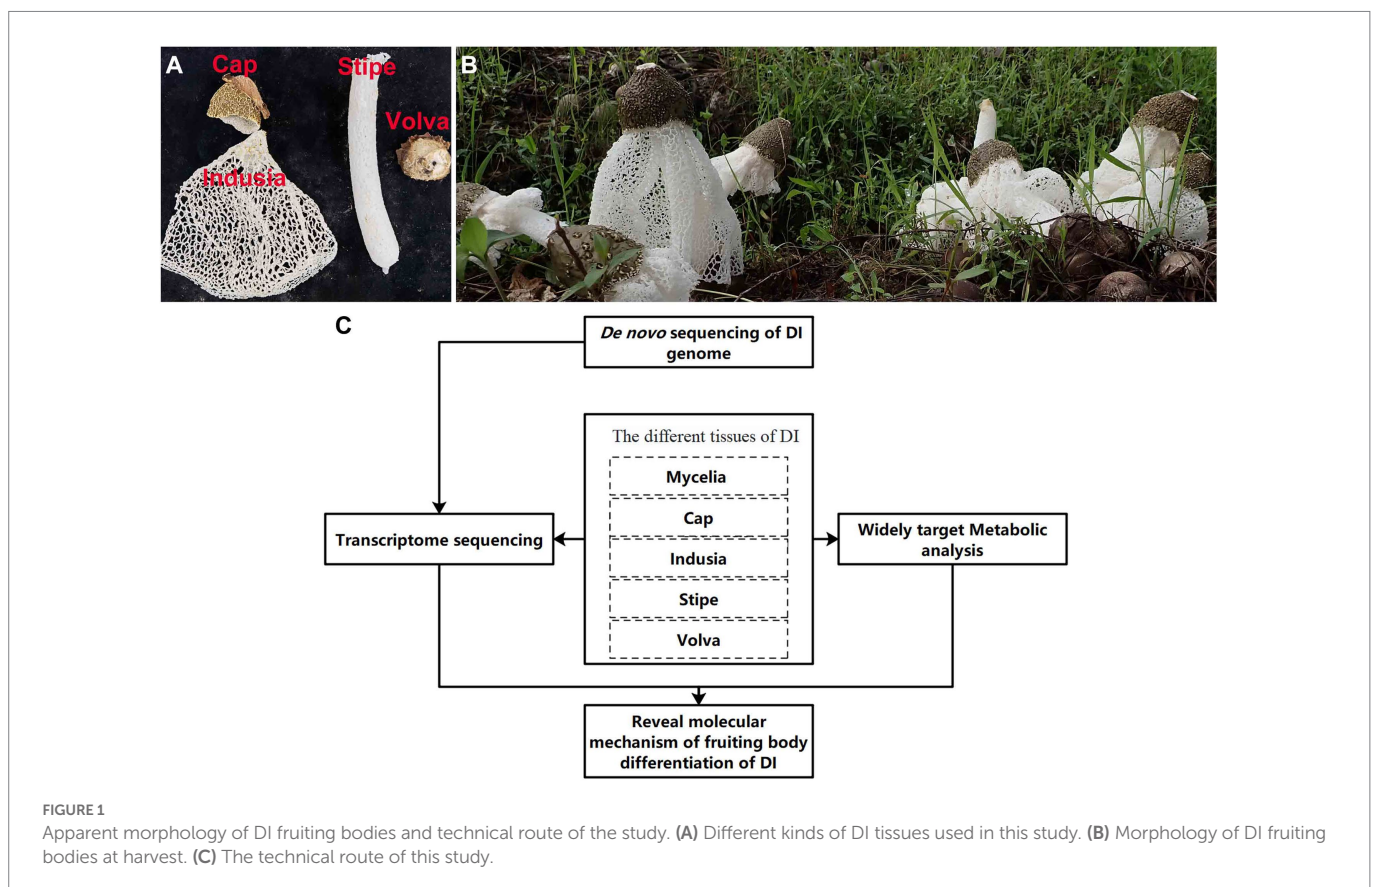 A
Cap
Stipe
Volva
Indusia
B
C
De novo sequencing of DI
genome
The different tissues of DI
Mycelia
Cap
Indusia
Stipe
Volva
Transcriptome sequencing
Widely target Metabolic
analysis
Reveal molecular
mechanism of fruiting body
differentiation of DI
FIGURE 1
Apparent morphology of DI fruiting bodies and technical route of the study. (A) Different kinds of DI tissues used in this study. (B) Morphology of DI fruiting
bodies at harvest. (C) The technical route of this study.